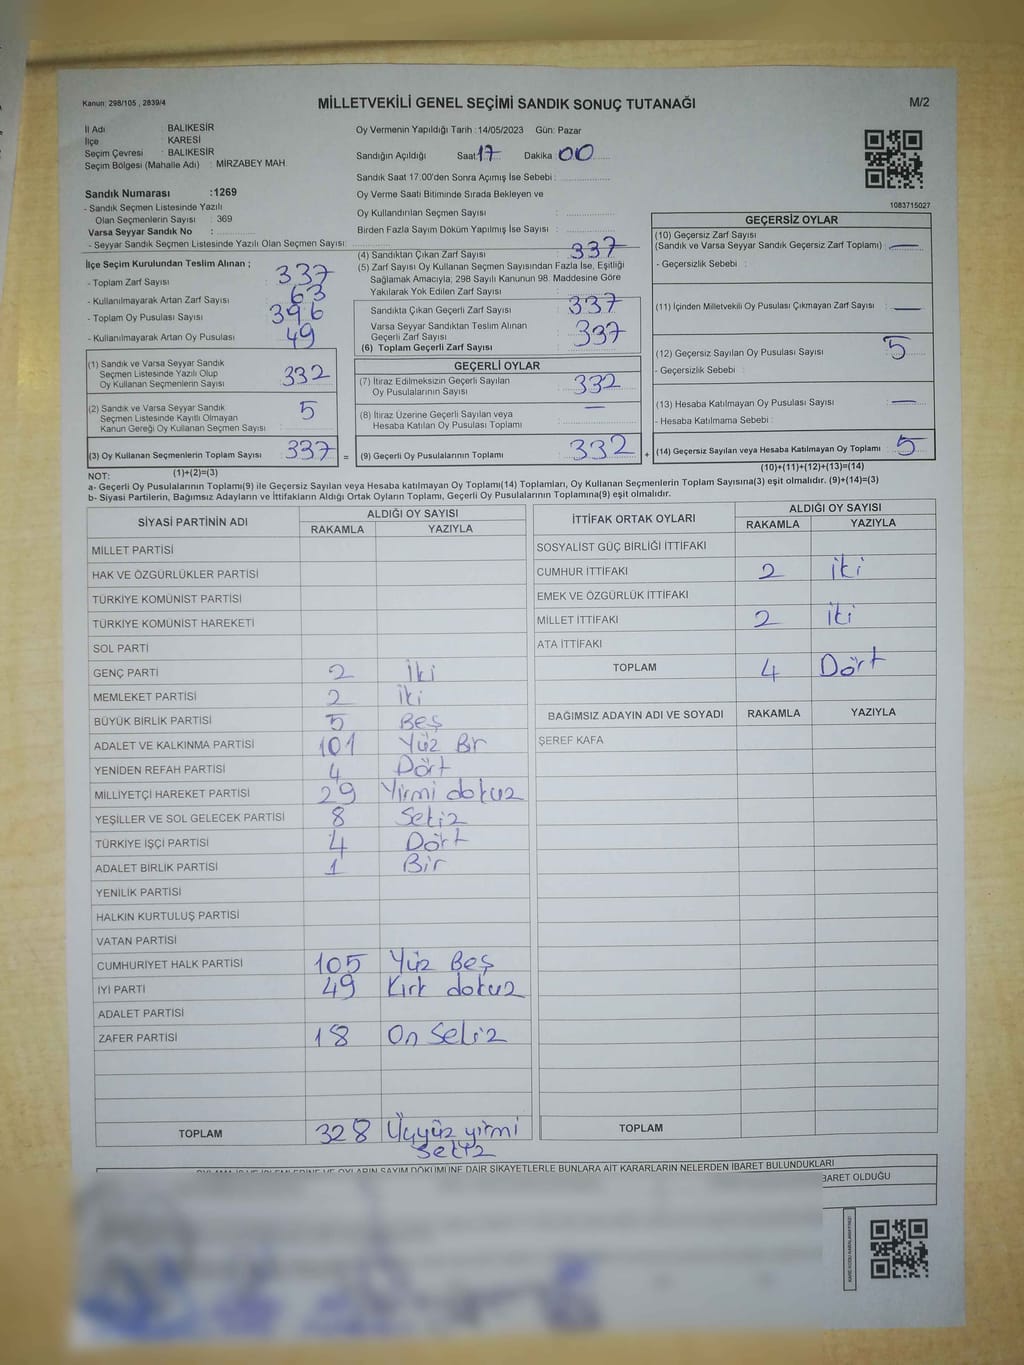 Kanun: 298/105 , 2839/4
MİLLETVEKİLİ GENEL SEÇİMİ SANDIK SONUÇ TUTANAĞI
M/2
İl Adı : BALIKESİR
İlçe : KARESİ
Seçim Çevresi : BALIKESİR
Seçim Bölgesi (Mahalle Adı) : MİRZABEY MAH.
Oy Vermenin Yapıldığı Tarih :14/05/2023 Gün: Pazar
Sandığın Açıldığı Saat 17 Dakika 00
Sandık Saat 17:00'den Sonra Açımış İse Sebebi :
Sandık Numarası :1269
- Sandık Seçmen Listesinde Yazılı
Olan Seçmenlerin Sayısı : 369
Varsa Seyyar Sandık No :
- Seyyar Sandık Seçmen Listesinde Yazılı Olan Seçmen Sayısı:
Oy Verme Saati Bitiminde Sırada Bekleyen ve
Oy Kullandırılan Seçmen Sayısı :
Birden Fazla Sayım Döküm Yapılmış İse Sayısı :
1083715027
İlçe Seçim Kurulundan Teslim Alınan ;
- Toplam Zarf Sayısı : 337
- Kullanılmayarak Artan Zarf Sayısı : 63
- Toplam Oy Pusulası Sayısı : 396
- Kullanılmayarak Artan Oy Pusulası : 49
(4) Sandıktan Çıkan Zarf Sayısı : 337
(5) Zarf Sayısı Oy Kullanan Seçmen Sayısından Fazla İse, Eşitliği
Sağlamak Amacıyla; 298 Sayılı Kanunun 98. Maddesine Göre
Yakılarak Yok Edilen Zarf Sayısı :
Sandıkta Çıkan Geçerli Zarf Sayısı : 337
Varsa Seyyar Sandıktan Teslim Alınan
Geçerli Zarf Sayısı :
(6) Toplam Geçerli Zarf Sayısı : 337
GEÇERSİZ OYLAR
(10) Geçersiz Zarf Sayısı
(Sandık ve Varsa Seyyar Sandık Geçersiz Zarf Toplamı) : —
- Geçersizlik Sebebi :
(11) İçinden Milletvekili Oy Pusulası Çıkmayan Zarf Sayısı : —
(12) Geçersiz Sayılan Oy Pusulası Sayısı : 5
- Geçersizlik Sebebi :
(13) Hesaba Katılmayan Oy Pusulası Sayısı : —
- Hesaba Katılmama Sebebi :
(14) Geçersiz Sayılan veya Hesaba Katılmayan Oy Toplamı : 5
(10)+(11)+(12)+(13)=(14)
(1) Sandık ve Varsa Seyyar Sandık
Seçmen Listesinde Yazılı Olup
Oy Kullanan Seçmenlerin Sayısı : 332
(2) Sandık ve Varsa Seyyar Sandık
Seçmen Listesinde Kayıtlı Olmayan
Kanun Gereği Oy Kullanan Seçmen Sayısı : 5
(3) Oy Kullanan Seçmenlerin Toplam Sayısı : 337 =
(1)+(2)=(3)
GEÇERLİ OYLAR
(7) İtiraz Edilmeksizin Geçerli Sayılan
Oy Pusulalarının Sayısı : 332
(8) İtiraz Üzerine Geçerli Sayılan veya
Hesaba Katılan Oy Pusulası Toplamı : —
(9) Geçerli Oy Pusulalarının Toplamı : 332 +
NOT:
a- Geçerli Oy Pusulalarının Toplamı(9) ile Geçersiz Sayılan veya Hesaba katılmayan Oy Toplamı(14) Toplamları, Oy Kullanan Seçmenlerin Toplam Sayısına(3) eşit olmalıdır. (9)+(14)=(3)
b- Siyasi Partilerin, Bağımsız Adayların ve İttifakların Aldığı Ortak Oyların Toplamı, Geçerli Oy Pusulalarının Toplamına(9) eşit olmalıdır.
SİYASİ PARTİNİN ADI ALDIĞI OY SAYISI
RAKAMLA YAZIYLA
MİLLET PARTİSİ
HAK VE ÖZGÜRLÜKLER PARTİSİ
TÜRKİYE KOMÜNİST PARTİSİ
TÜRKİYE KOMÜNİST HAREKETİ
SOL PARTİ
GENÇ PARTİ 2 İki
MEMLEKET PARTİSİ 2 iki
BÜYÜK BİRLİK PARTİSİ 5 Beş
ADALET VE KALKINMA PARTİSİ 101 Yüz Bir
YENİDEN REFAH PARTİSİ 4 Dört
MİLLİYETÇİ HAREKET PARTİSİ 29 Yirmi dokuz
YEŞİLLER VE SOL GELECEK PARTİSİ 8 Sekiz
TÜRKİYE İŞÇİ PARTİSİ 4 Dört
ADALET BİRLİK PARTİSİ 1 Bir
YENİLİK PARTİSİ
HALKIN KURTULUŞ PARTİSİ
VATAN PARTİSİ
CUMHURİYET HALK PARTİSİ 105 Yüz Beş
İYİ PARTİ 49 Kırk dokuz
ADALET PARTİSİ
ZAFER PARTİSİ 18 On Sekiz
TOPLAM 328 Üçyüz yirmi
sekiz
İTTİFAK ORTAK OYLARI ALDIĞI OY SAYISI
RAKAMLA YAZIYLA
SOSYALİST GÜÇ BİRLİĞİ İTTİFAKI
CUMHUR İTTİFAKI 2 iki
EMEK VE ÖZGÜRLÜK İTTİFAKI
MİLLET İTTİFAKI 2 iki
ATA İTTİFAKI
TOPLAM 4 Dört
BAĞIMSIZ ADAYIN ADI VE SOYADI RAKAMLA YAZIYLA
ŞEREF KAFA
TOPLAM
SAYIM DÖKÜMÜNE DAİR ŞİKAYETLERLE BUNLARA AİT KARARLARIN NELERDEN İBARET BULUNDUKLARI
BARET OLDUĞU